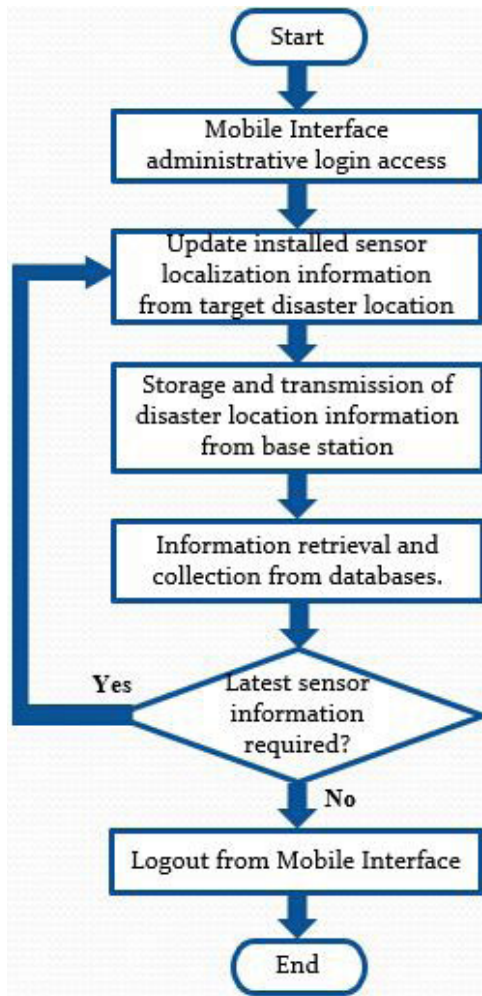 Start
Mobile Interface
administrative login access
Update installed sensor
localization information
from target disaster location
Storage and transmission of
disaster location information
from base station
Information retrieval and
collection from databases.
Yes
Latest sensor
information
required?
No
Logout from Mobile Interface
End